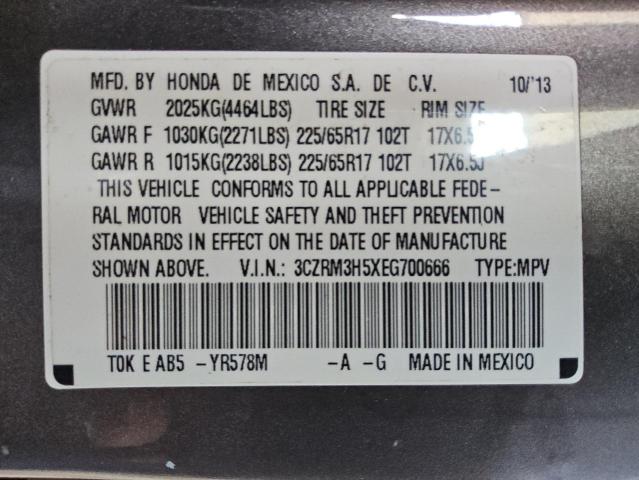 MFD. BY HONDA DE MEXICO S.A. DE C.V. 10/'13
GVWR 2025KG(4464LBS) TIRE SIZE RIM SIZE
GAWR F 1030KG(2271LBS) 225/65R17 102T 17X6.5J
GAWR R 1015KG(2238LBS) 225/65R17 102T 17X6.5J
THIS VEHICLE CONFORMS TO ALL APPLICABLE FEDE-
RAL MOTOR VEHICLE SAFETY AND THEFT PREVENTION
STANDARDS IN EFFECT ON THE DATE OF MANUFACTURE
SHOWN ABOVE. V.I.N.: 3CZRM3H5XEG700666 TYPE:MPV
T0K E AB5 -YR578M -A -G MADE IN MEXICO